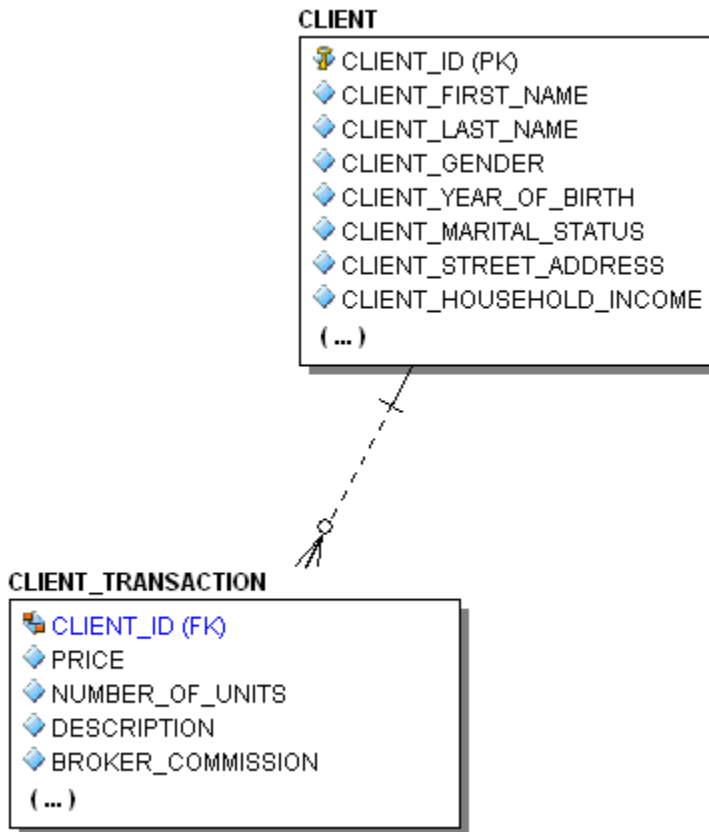 CLIENT
CLIENT_ID (PK)
CLIENT_FIRST_NAME
CLIENT_LAST_NAME
CLIENT_GENDER
CLIENT_YEAR_OF_BIRTH
CLIENT_MARITAL_STATUS
CLIENT_STREET_ADDRESS
CLIENT_HOUSEHOLD_INCOME
(...)
CLIENT_TRANSACTION
CLIENT_ID (FK)
PRICE
NUMBER_OF_UNITS
DESCRIPTION
BROKER_COMMISSION
(...)